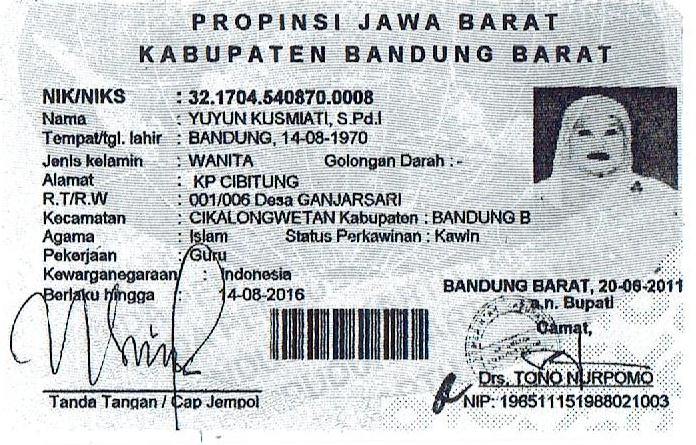 PROPINSI JAWA BARAT
KABUPATEN BANDUNG BARAT
NIK/NIKS : 32.1704.540870.0008
Nama : YUYUN KUSMIATI, S.Pd.I
Tempat/tgl. lahir : BANDUNG, 14-08-1970
Jenis kelamin : WANITA Golongan Darah : -
Alamat : KP CIBITUNG
R.T/R.W : 001/006 Desa GANJARSARI
Kecamatan : CIKALONGWETAN Kabupaten : BANDUNG B
Agama : Islam Status Perkawinan : Kawin
Pekerjaan : Guru
Kewarganegaraan : Indonesia
Berlaku hingga : 14-08-2016
BANDUNG BARAT, 20-06-2011
a.n. Bupati
Camat,
Drs. TONO NURPOMO
NIP: 196511151988021003
Tanda Tangan / Cap Jempol